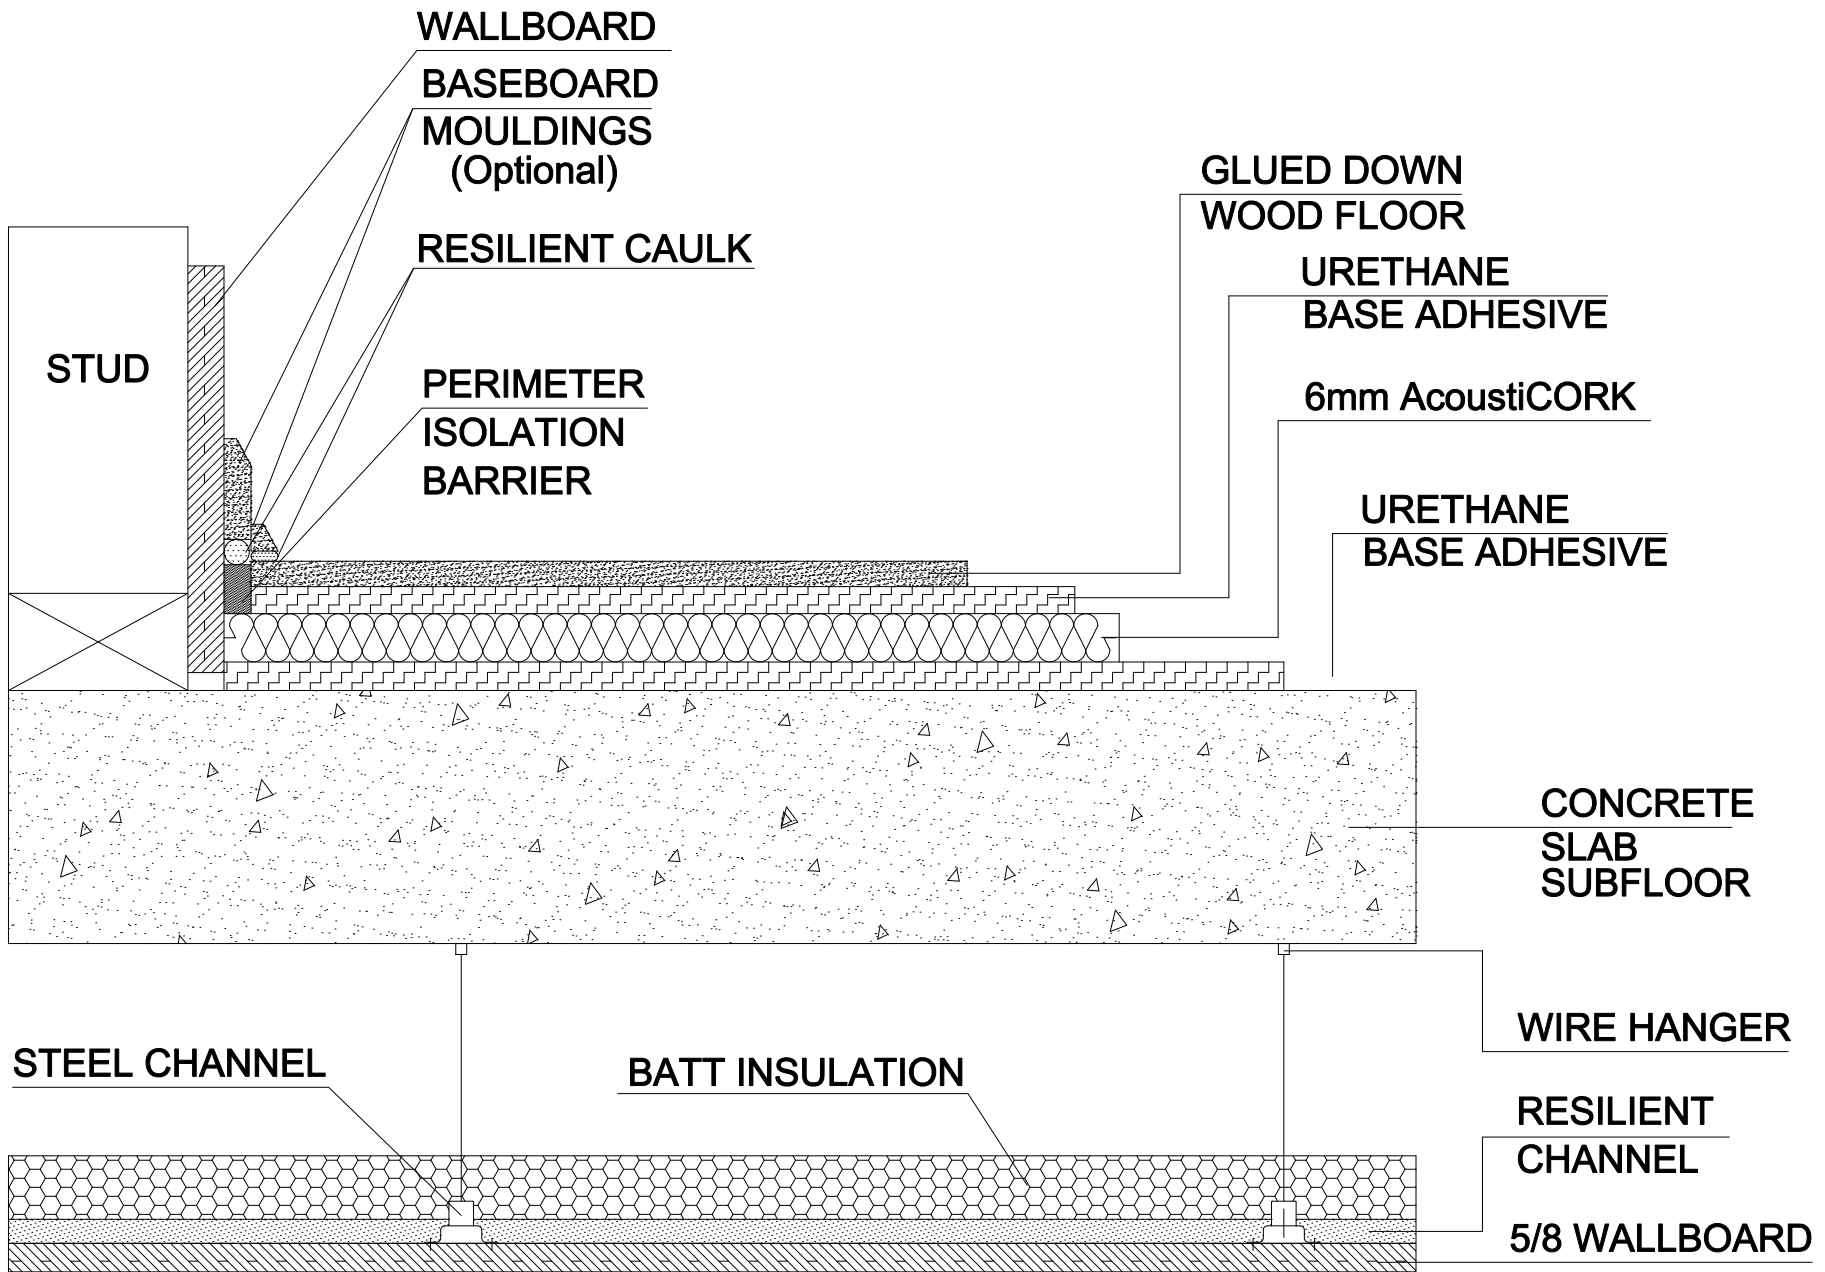 WALLBOARD
BASEBOARD
MOULDINGS
(Optional)
GLUED DOWN
WOOD FLOOR
RESILIENT CAULK
URETHANE
BASE ADHESIVE
STUD
PERIMETER
ISOLATION
BARRIER
6mm AcoustiCORK
URETHANE
BASE ADHESIVE
CONCRETE
SLAB
SUBFLOOR
WIRE HANGER
STEEL CHANNEL
BATT INSULATION
RESILIENT
CHANNEL
5/8 WALLBOARD